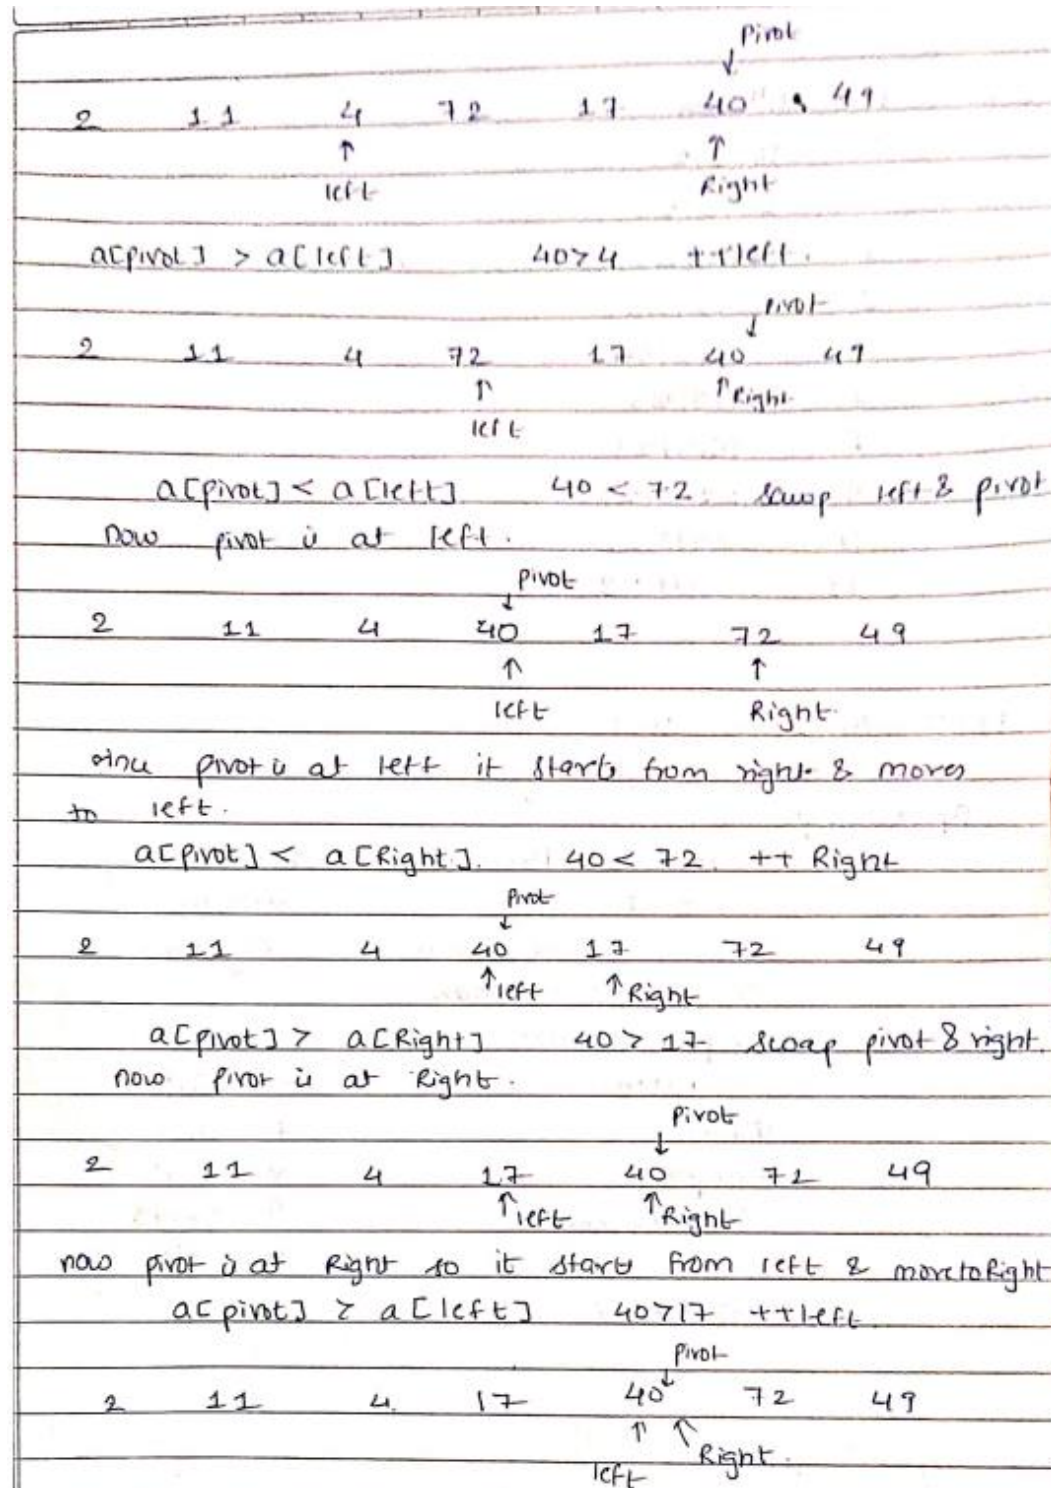 Pivot
↓
2 11 4 72 17 40 49
↑ ↑
left Right
a[pivot] > a[left] 40>4 ++left.
pivot
↓
2 11 4 72 17 40 49
↑ ↑Right
left
a[pivot] < a[left] 40 < 72 swap left & pivot
now pivot is at left.
pivot
↓
2 11 4 40 17 72 49
↑ ↑
left Right.
since pivot is at left it starts from right & moves
to left.
a[pivot] < a[Right]. 40 < 72 ++ Right
Pivot
↓
2 11 4 40 17 72 49
↑left ↑Right
a[pivot] > a[Right] 40 > 17 swap pivot & right.
now pivot is at Right.
Pivot
↓
2 11 4 17 40 72 49
↑left ↑Right
now pivot is at Right so it starts from left & move to Right
a[pivot] > a[left] 40>17 ++left
Pivot
↓
2 11 4 17 40 72 49
↑ ↑
left Right.